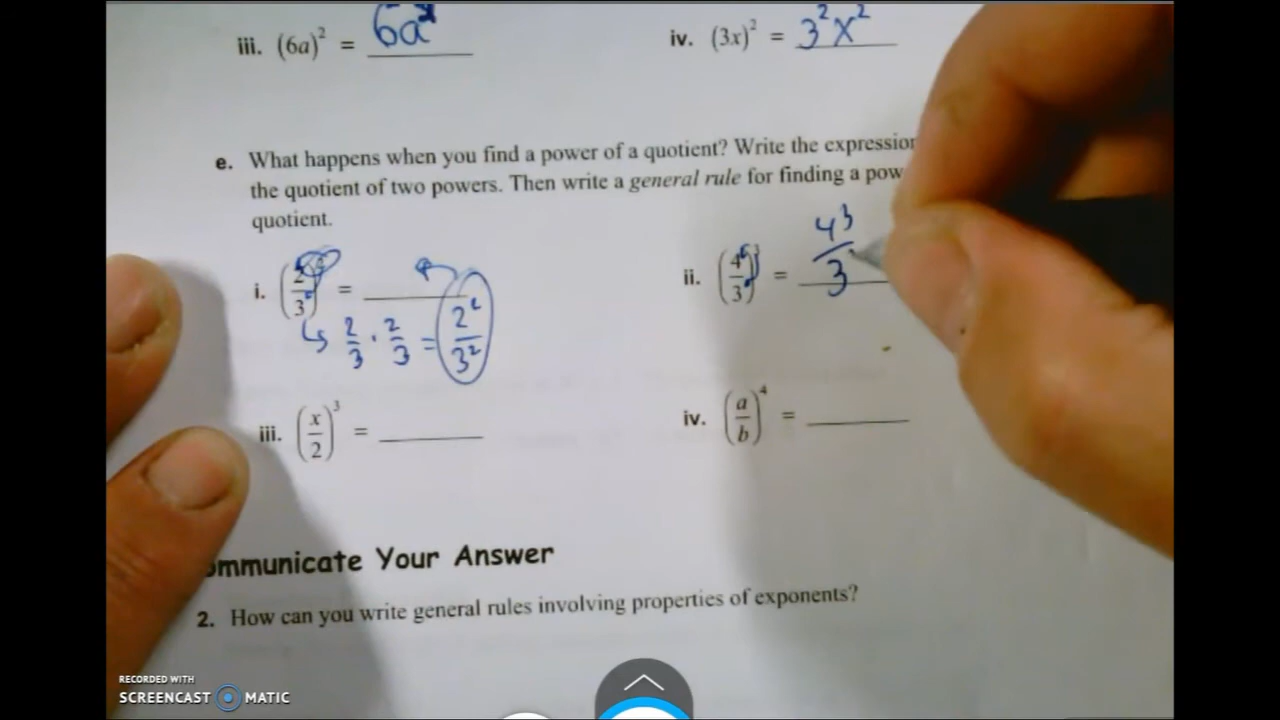 iii. (6a)² = 6a²
iv. (3x)² = 3²x²
e. What happens when you find a power of a quotient? Write the expression
the quotient of two powers. Then write a general rule for finding a pow
quotient.
i. (2/3)² =
2/3 · 2/3 = 2²/3²
ii. (4/3)³ = 4³/3
iii. (x/2)³ =
iv. (a/b)⁴ =
ommunicate Your Answer
2. How can you write general rules involving properties of exponents?
RECORDED WITH
SCREENCAST MATIC